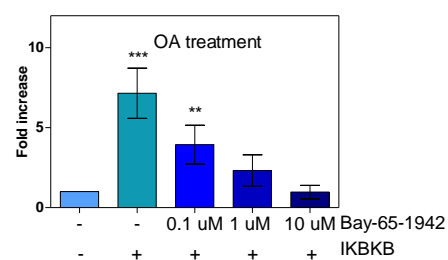 OA treatment
Fold increase
10
5
0
***
**
- - 0.1 uM 1 uM 10 uM Bay-65-1942
- + + + + IKBKB